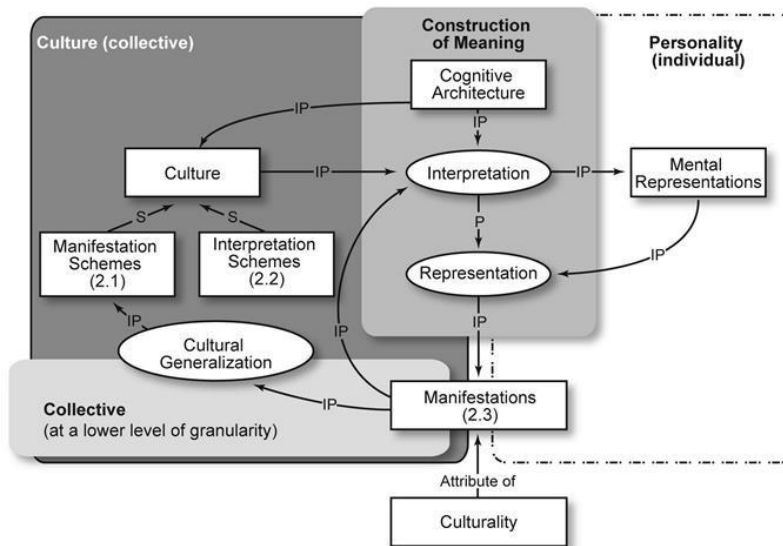 Culture (collective)
Construction
of Meaning
Personality
(individual)
Cognitive
Architecture
IP
IP
Culture
IP
Interpretation
IP
Mental
Representations
S
S
P
Manifestation
Schemes
(2.1)
Interpretation
Schemes
(2.2)
Representation
IP
IP
IP
IP
Cultural
Generalization
Collective
(at a lower level of granularity)
IP
Manifestations
(2.3)
Attribute of
Culturality